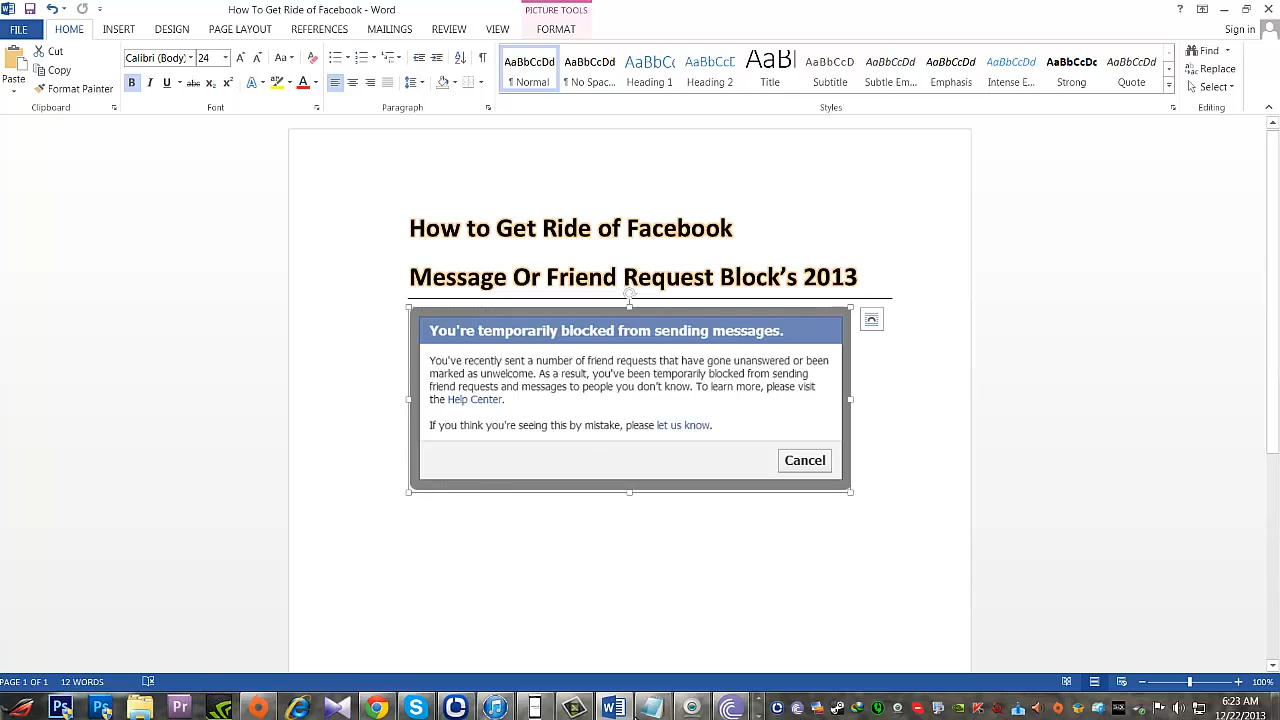 How To Get Ride of Facebook - Word
PICTURE TOOLS
Sign in
FILE HOME INSERT DESIGN PAGE LAYOUT REFERENCES MAILINGS REVIEW VIEW FORMAT
Cut
Copy
Format Painter
Paste
Calibri (Body) 24
Aa
B I U abc X₂ X²
AaBbCcDd AaBbCcDd AaBbCc AaBbCcD AaB AaBbCcD AaBbCcDd AaBbCcDd AaBbCcDd AaBbCcDc AaBbCcDd
¶ Normal ¶ No Spac... Heading 1 Heading 2 Title Subtitle Subtle Em... Emphasis Intense E... Strong Quote
Find
Replace
Select
Clipboard Font Paragraph Styles Editing
How to Get Ride of Facebook
Message Or Friend Request Block's 2013
You're temporarily blocked from sending messages.
You've recently sent a number of friend requests that have gone unanswered or been
marked as unwelcome. As a result, you've been temporarily blocked from sending
friend requests and messages to people you don't know. To learn more, please visit
the Help Center.
If you think you're seeing this by mistake, please let us know.
Cancel
PAGE 1 OF 1 12 WORDS
100%
6:23 AM
12/27/2013